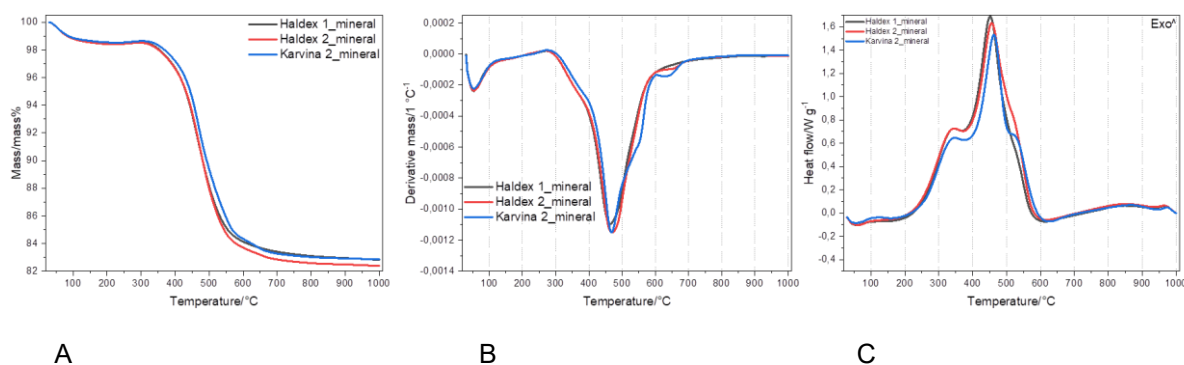 100
98
96
94
92
90
88
86
84
82
Mass/mass%
Haldex 1_mineral
Haldex 2_mineral
Karvina 2_mineral
100 200 300 400 500 600 700 800 900 1000
Temperature/°C
A
0,0002
0,0000
-0,0002
-0,0004
-0,0006
-0,0008
-0,0010
-0,0012
-0,0014
Derivative mass/1 °C⁻¹
Haldex 1_mineral
Haldex 2_mineral
Karvina 2_mineral
100 200 300 400 500 600 700 800 900 1000
Temperature/°C
B
1,6
1,4
1,2
1,0
0,8
0,6
0,4
0,2
0,0
0,2
0,4
Heat flow/W g⁻¹
Haldex 1_mineral
Haldex 2_mineral
Karvina 2_mineral
Exo^
100 200 300 400 500 600 700 800 900 1000
Temperature/°C
C